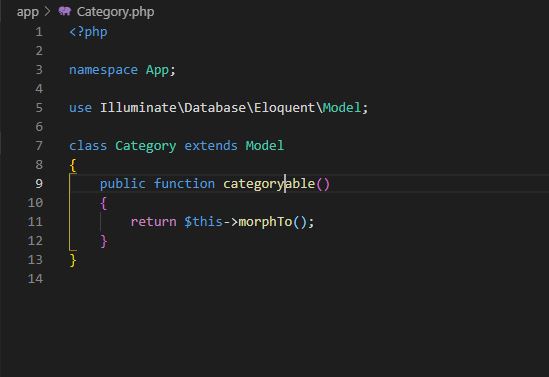 app > Category.php
1 <?php
2
3 namespace App;
4
5 use Illuminate\Database\Eloquent\Model;
6
7 class Category extends Model
8 {
9     public function categoryable()
10     {
11         return $this->morphTo();
12     }
13 }
14